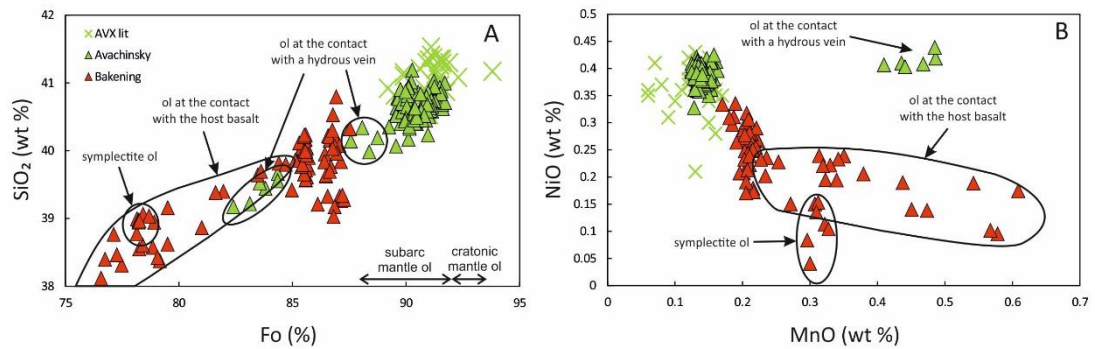 A
AVX lit
Avachinsky
Bakening
ol at the contact
with a hydrous vein
ol at the contact
with the host basalt
symplectite ol
subarc
mantle ol
cratonic
mantle ol
SiO₂ (wt %)
42
41
40
39
38
75
80
85
90
95
Fo (%)
B
ol at the contact
with a hydrous vein
ol at the contact
with the host basalt
symplectite ol
NiO (wt %)
0.5
0.45
0.4
0.35
0.3
0.25
0.2
0.15
0.1
0.05
0
0
0.1
0.2
0.3
0.4
0.5
0.6
0.7
MnO (wt %)